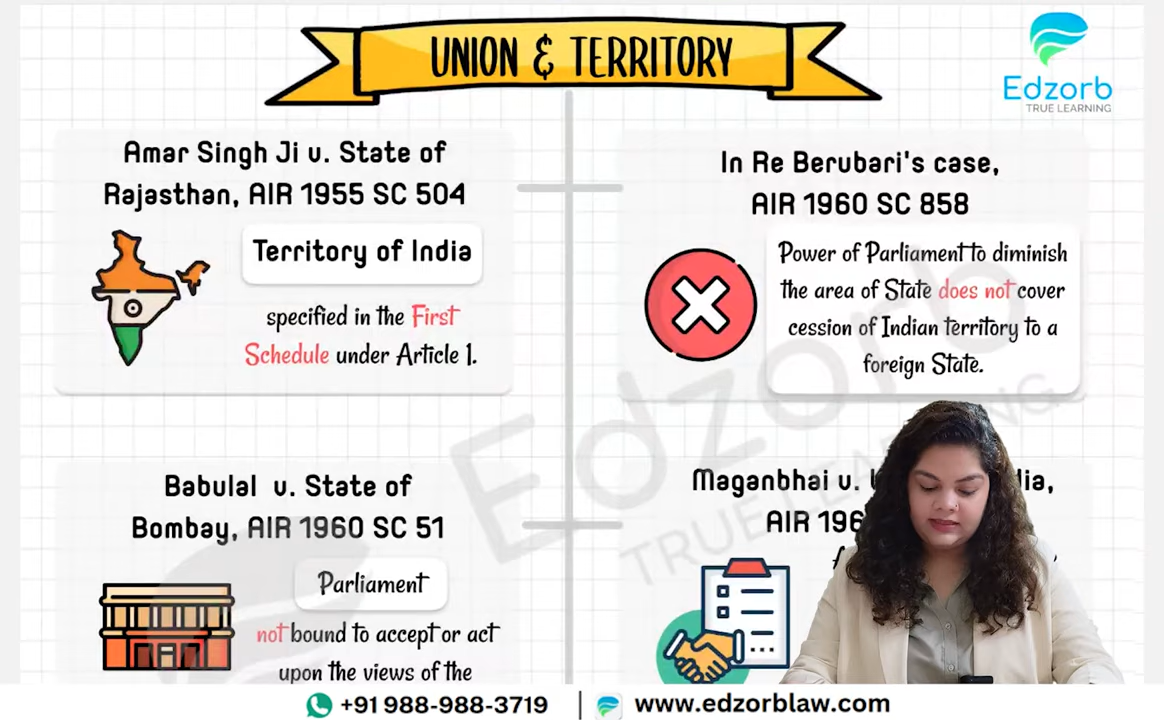 UNION & TERRITORY
Edzorb
TRUE LEARNING
Amar Singh Ji v. State of
Rajasthan, AIR 1955 SC 504
Territory of India
specified in the First
Schedule under Article 1.
In Re Berubari's case,
AIR 1960 SC 858
Power of Parliament to diminish
the area of State does not cover
cession of Indian territory to a
foreign State.
Babulal v. State of
Bombay, AIR 1960 SC 51
Parliament
not bound to accept or act
upon the views of the
Maganbhai v.
AIR 196
Edzorb
TRUE LEARNING
+91 988-988-3719 | www.edzorblaw.com